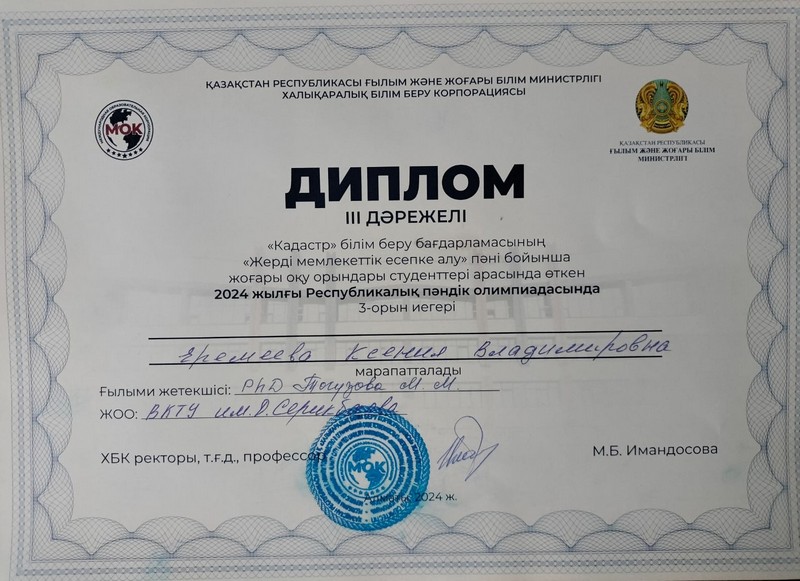 ҚАЗАҚСТАН РЕСПУБЛИКАСЫ ҒЫЛЫМ ЖӘНЕ ЖОҒАРЫ БІЛІМ МИНИСТРЛІГІ
ХАЛЫҚАРАЛЫҚ БІЛІМ БЕРУ КОРПОРАЦИЯСЫ
МОК
ҚАЗАҚСТАН РЕСПУБЛИКАСЫ
ҒЫЛЫМ ЖӘНЕ ЖОҒАРЫ БІЛІМ
МИНИСТРЛІГІ
ДИПЛОМ
III ДӘРЕЖЕЛІ
«Кадастр» білім беру бағдарламасының
«Жерді мемлекеттік есепке алу» пәні бойынша
жоғары оқу орындары студенттері арасында өткен
2024 жылғы Республикалық пәндік олимпиадасында
3-орын иегері
Еремеева Ксения Владимировна
марапатталады
Ғылыми жетекшісі: PhD Тогузова М. М.
ЖОО: ВКТУ им. Д. Серикбаева
ХБК ректоры, т.ғ.д., профессор
М.Б. Имандосова
МОК
2024 ж.